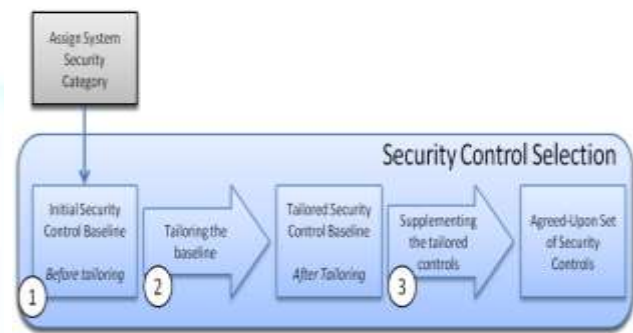 Assign System
Security
Category
Security Control Selection
Initial Security
Control Baseline
Before tailoring
1
Tailoring the
baseline
2
Tailored Security
Control Baseline
After Tailoring
Supplementing
the tailored
controls
3
Agreed-Upon Set
of Security
Controls